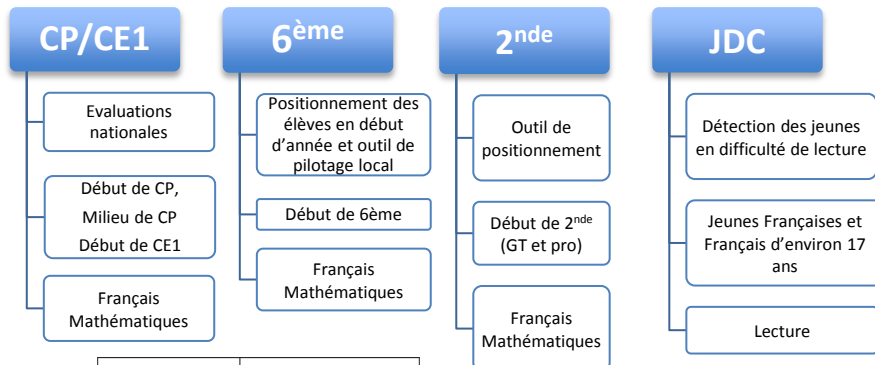 CP/CE1
Evaluations
nationales
Début de CP,
Milieu de CP
Début de CE1
Français
Mathématiques
6ème
Positionnement des
élèves en début
d'année et outil de
pilotage local
Début de 6ème
Français
Mathématiques
2nde
Outil de
positionnement
Début de 2nde
(GT et pro)
Français
Mathématiques
JDC
Détection des jeunes
en difficulté de lecture
Jeunes Françaises et
Français d'environ 17
ans
Lecture